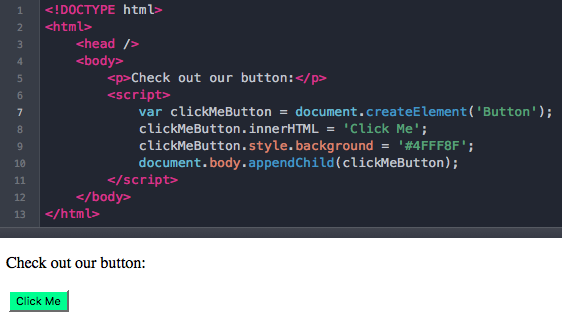 1 <!DOCTYPE html>
2 <html>
3 <head />
4 <body>
5 <p>Check out our button:</p>
6 <script>
7 var clickMeButton = document.createElement('Button');
8 clickMeButton.innerHTML = 'Click Me';
9 clickMeButton.style.background = '#4FFF8F';
10 document.body.appendChild(clickMeButton);
11 </script>
12 </body>
13 </html>
Check out our button:
Click Me